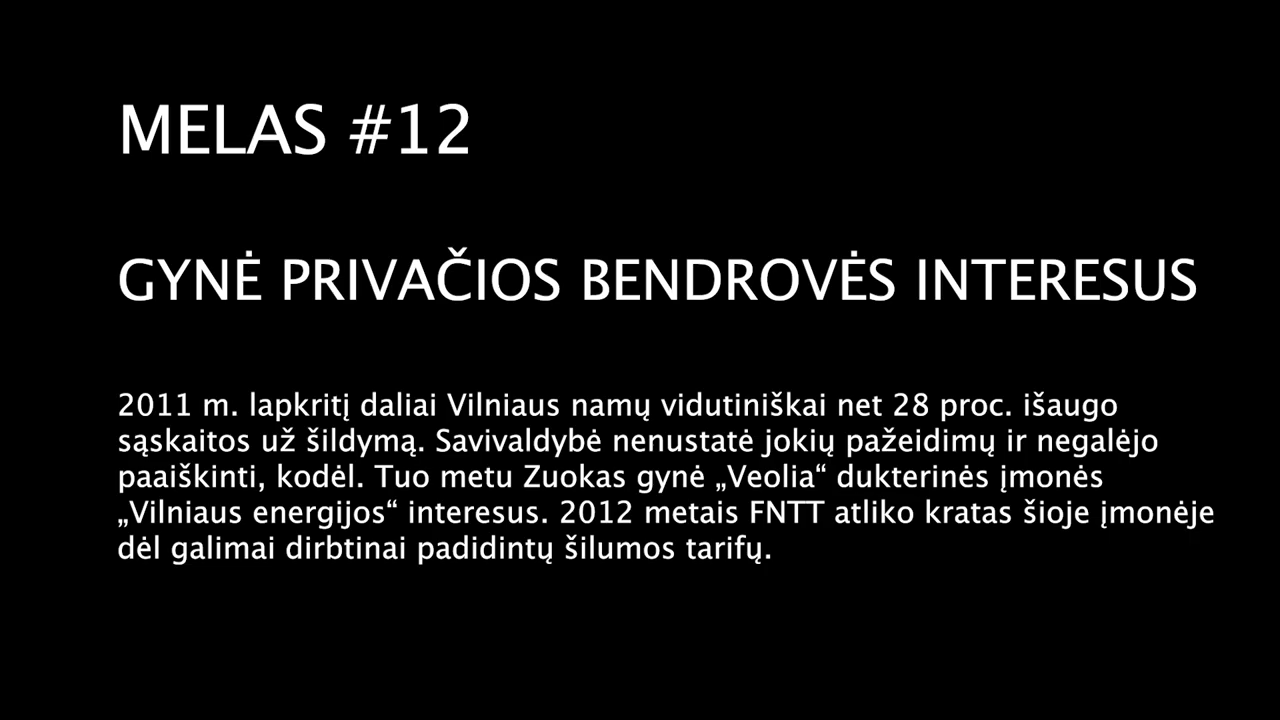 MELAS #12
GYNĖ PRIVAČIOS BENDROVĖS INTERESUS
2011 m. lapkritį daliai Vilniaus namų vidutiniškai net 28 proc. išaugo
sąskaitos už šildymą. Savivaldybė nenustatė jokių pažeidimų ir negalėjo
paaiškinti, kodėl. Tuo metu Zuokas gynė „Veolia“ dukterinės įmonės
„Vilniaus energijos“ interesus. 2012 metais FNTT atliko kratas šioje įmonėje
dėl galimai dirbtinai padidintų šilumos tarifų.